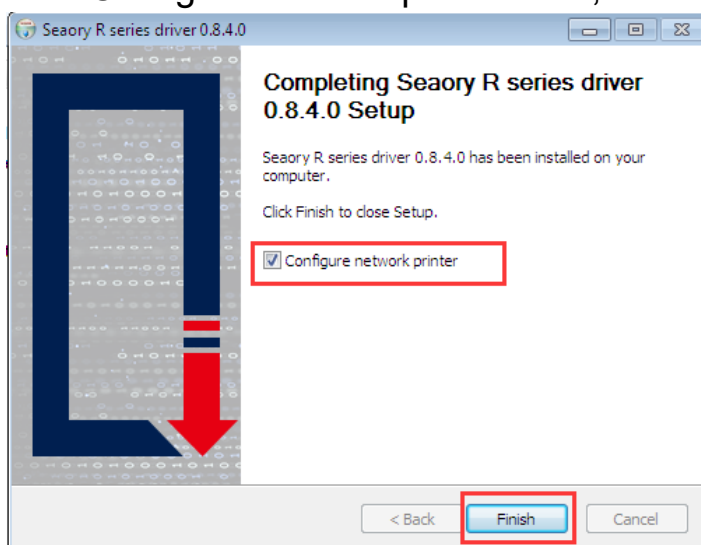 Seaory R series driver 0.8.4.0
Completing Seaory R series driver
0.8.4.0 Setup
Seaory R series driver 0.8.4.0 has been installed on your
computer.
Click Finish to close Setup.
Configure network printer
< Back
Finish
Cancel